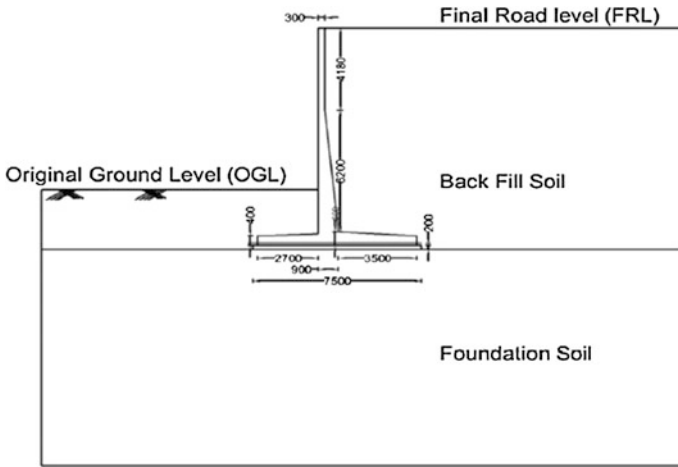 300
Final Road level (FRL)
4180
6200
Original Ground Level (OGL)
Back Fill Soil
400
200
2700
3500
900
7500
Foundation Soil